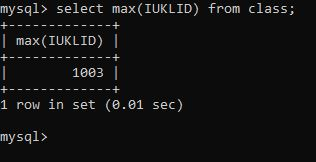 mysql> select max(IUKLID) from class;
+-------------+
| max(IUKLID) |
+-------------+
|        1003 |
+-------------+
1 row in set (0.01 sec)
mysql>